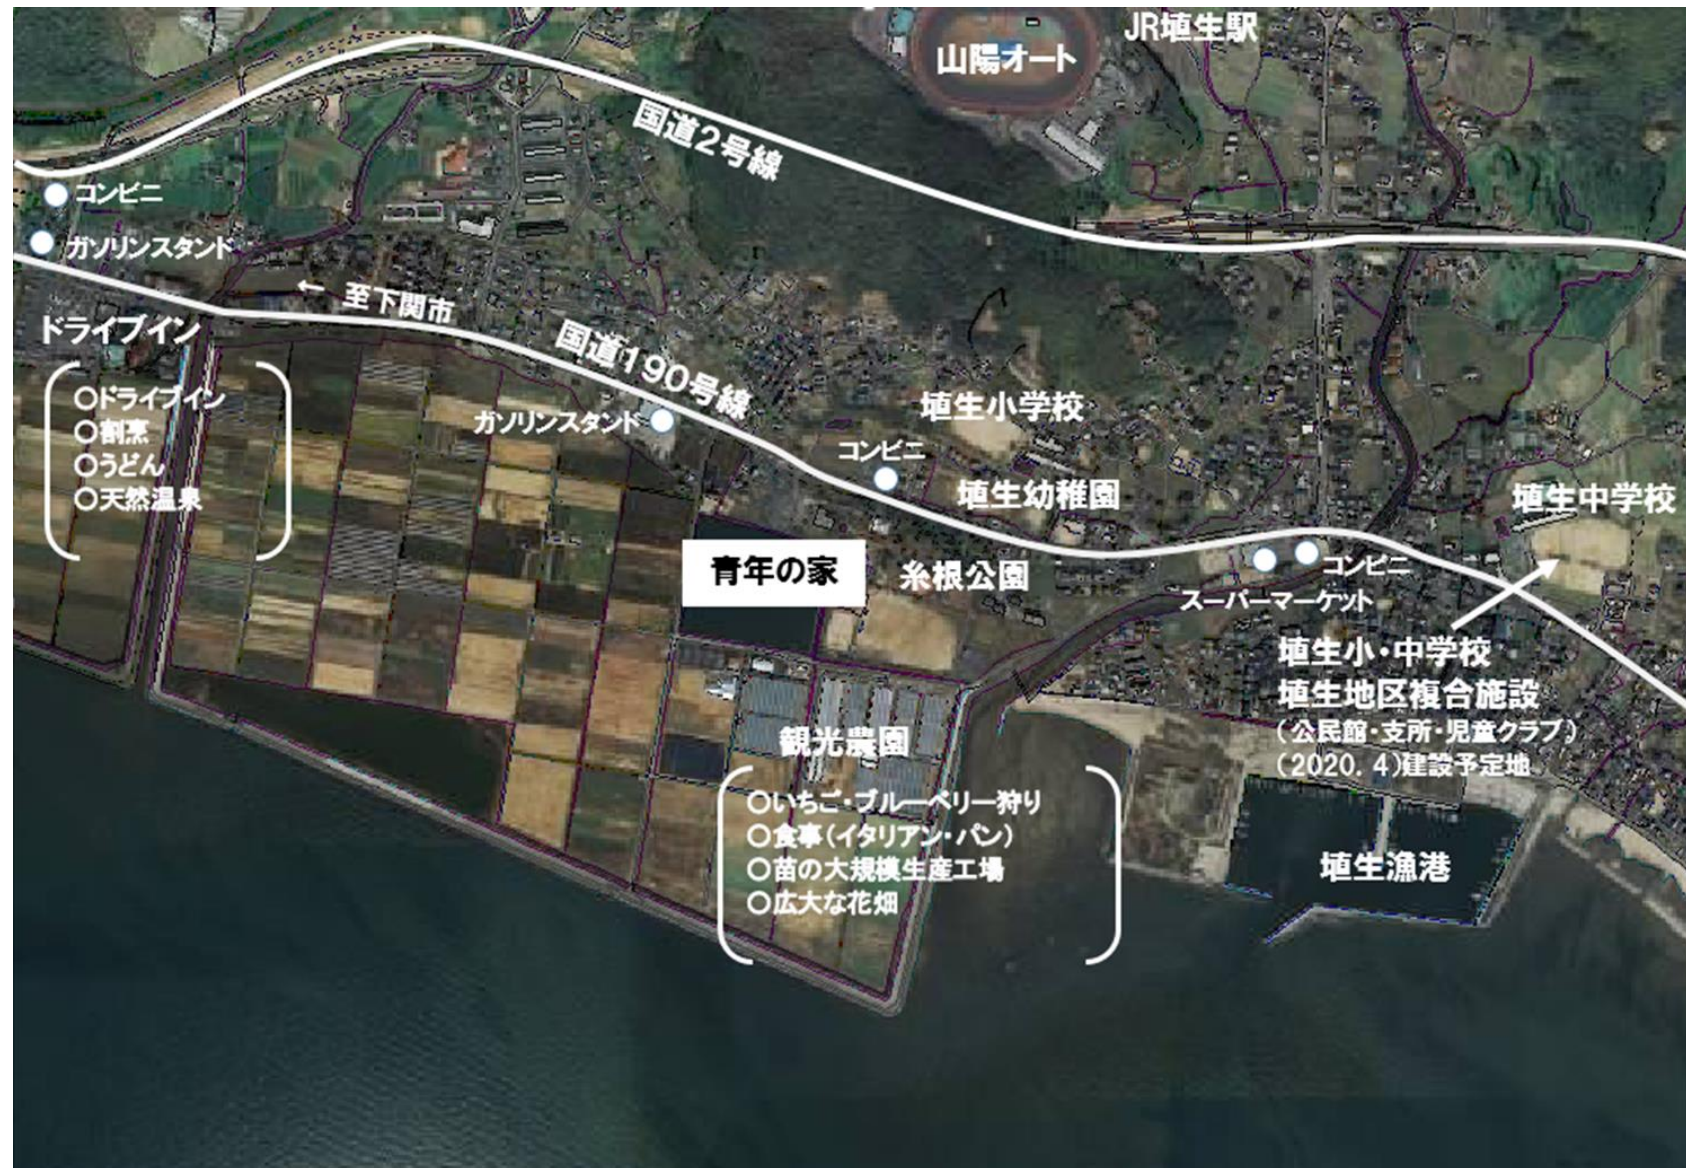 JR埴生駅
山陽オート
国道2号線
コンビニ
ガソリンスタンド
← 至下関市
ドライブイン
○ドライブイン
○割烹
○うどん
○天然温泉
国道190号線
ガソリンスタンド
コンビニ
埴生小学校
埴生幼稚園
埴生中学校
青年の家
糸根公園
コンビニ
スーパーマーケット
埴生小・中学校
埴生地区複合施設
(公民館・支所・児童クラブ)
(2020.4)建設予定地
観光農園
○いちご・ブルーベリー狩り
○食事(イタリアン・パン)
○苗の大規模生産工場
○広大な花畑
埴生漁港